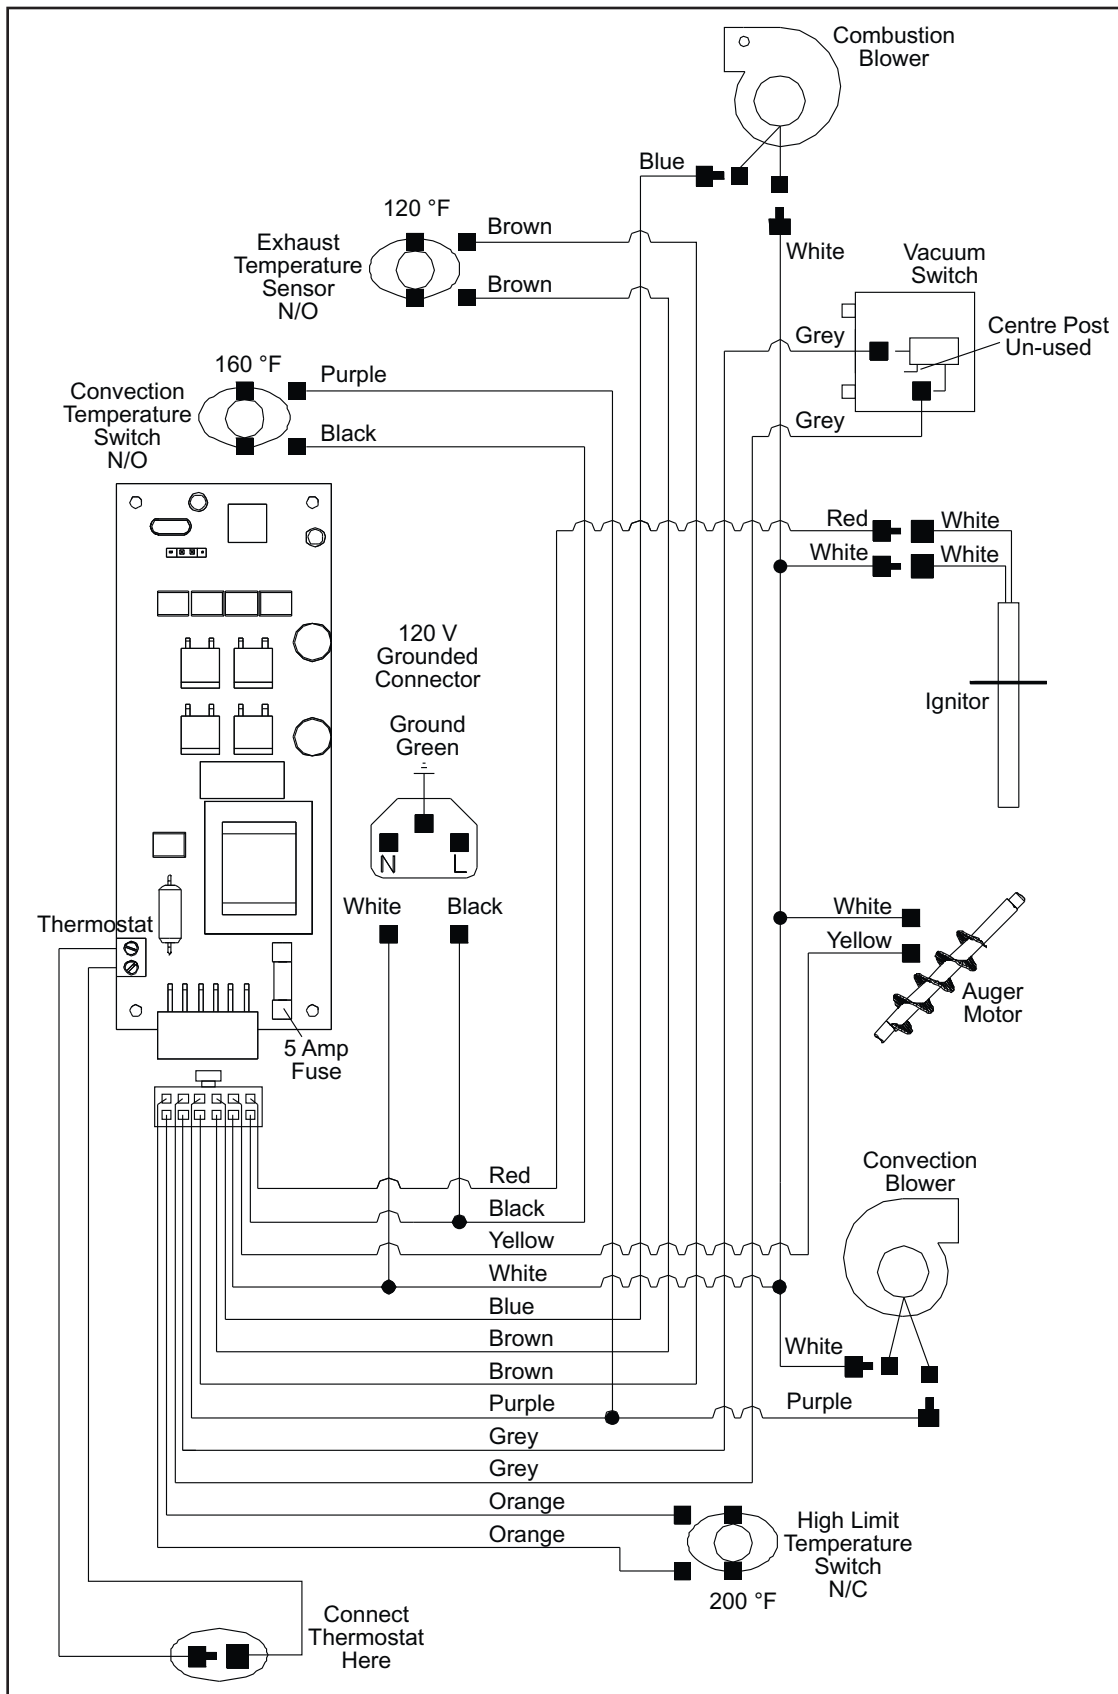 Combustion
Blower
Blue
120 °F
Exhaust
Temperature
Sensor
N/O
Brown
Brown
White
Vacuum
Switch
Centre Post
Un-used
Grey
Grey
160 °F
Convection
Temperature
Switch
N/O
Purple
Black
Red
White
White
White
Ignitor
120 V
Grounded
Connector
Ground
Green
N
L
White
Black
Thermostat
5 Amp
Fuse
White
Yellow
Auger
Motor
Convection
Blower
Red
Black
Yellow
White
Blue
Brown
Brown
Purple
Grey
Grey
Orange
Orange
White
Purple
High Limit
Temperature
Switch
N/C
200 °F
Connect
Thermostat
Here